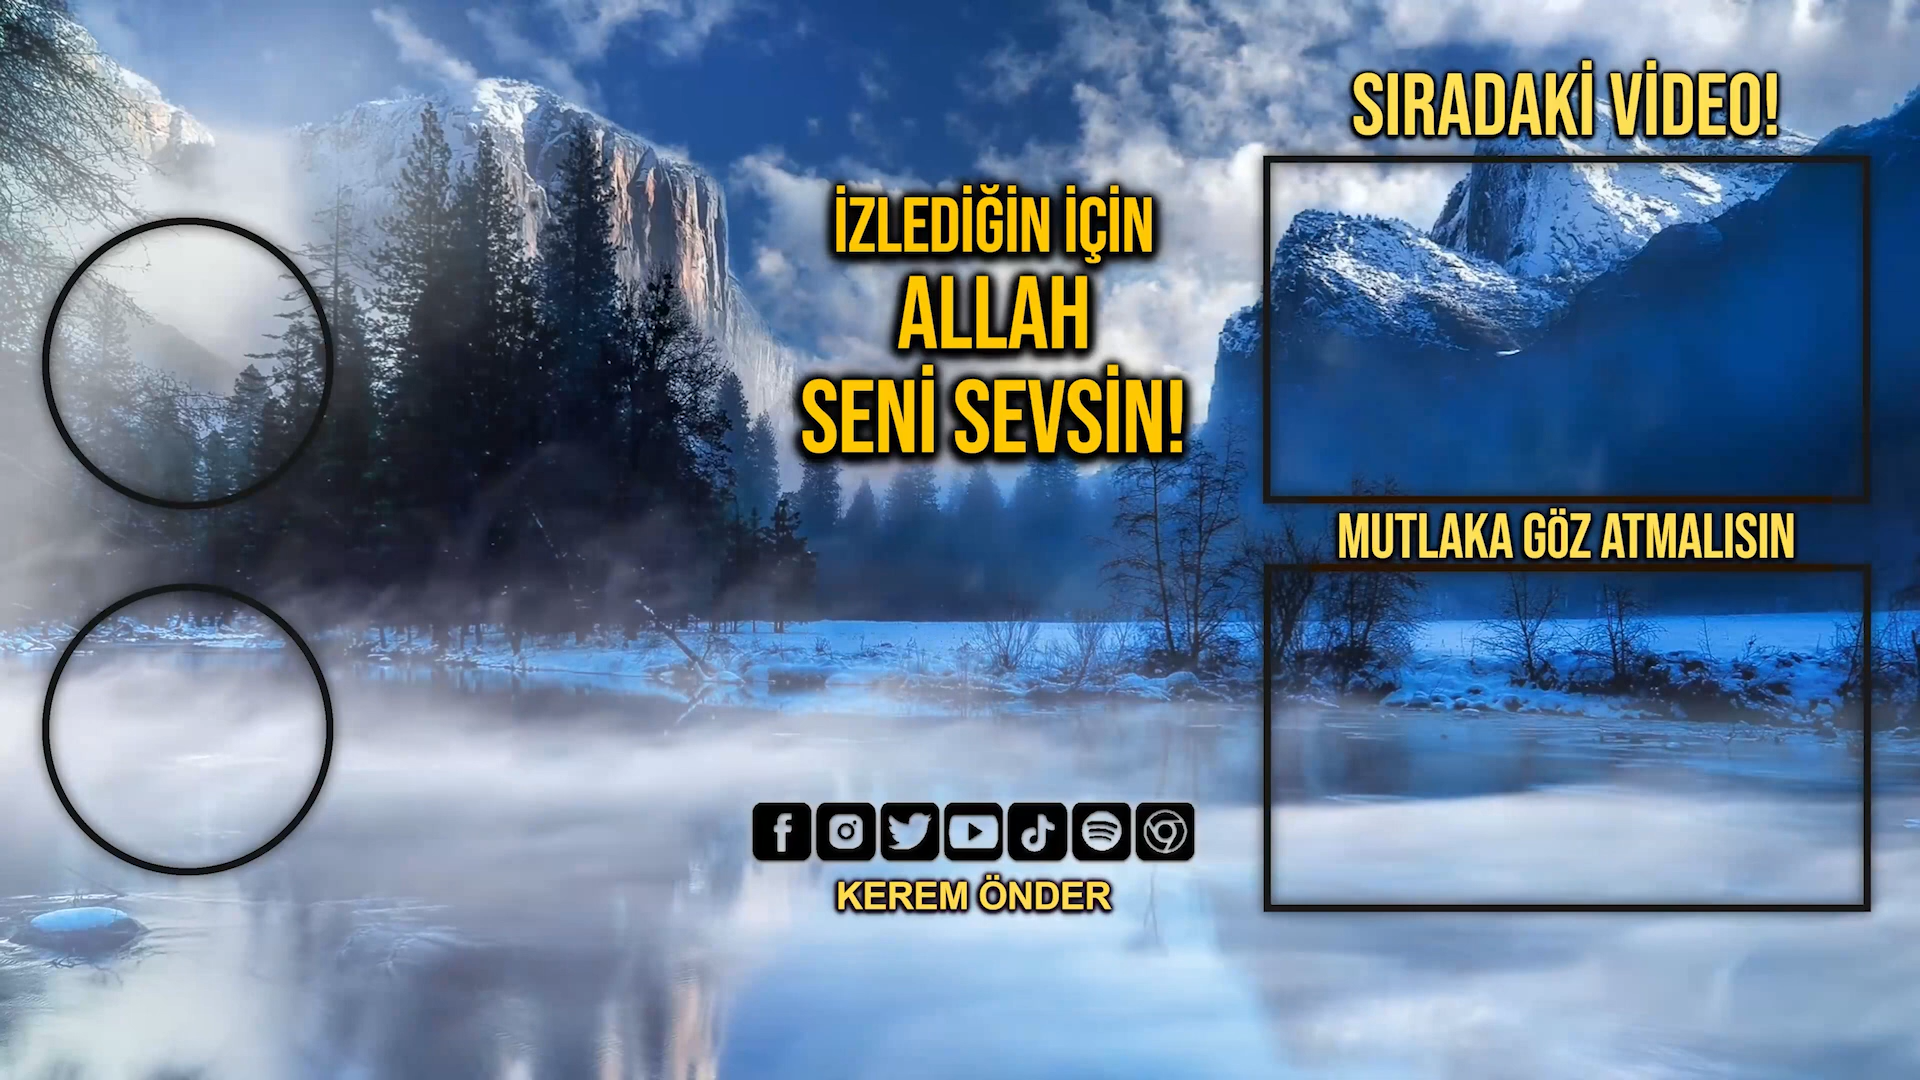 SIRADAKİ VİDEO!
İZLEDİĞİN İÇİN
ALLAH
SENİ SEVSİN!
MUTLAKA GÖZ ATMALISIN
KEREM ÖNDER